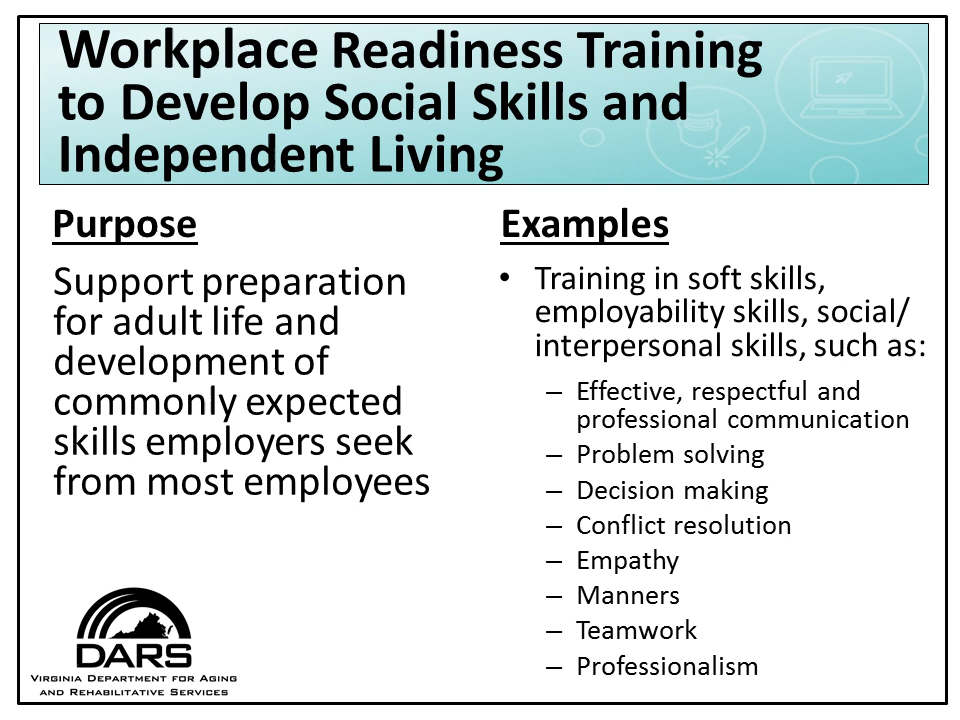 Workplace Readiness Training
to Develop Social Skills and
Independent Living
Purpose
Support preparation
for adult life and
development of
commonly expected
skills employers seek
from most employees
Examples
• Training in soft skills,
employability skills, social/
interpersonal skills, such as:
– Effective, respectful and
professional communication
– Problem solving
– Decision making
– Conflict resolution
– Empathy
– Manners
– Teamwork
– Professionalism
DARS
Virginia Department for Aging
and Rehabilitative Services